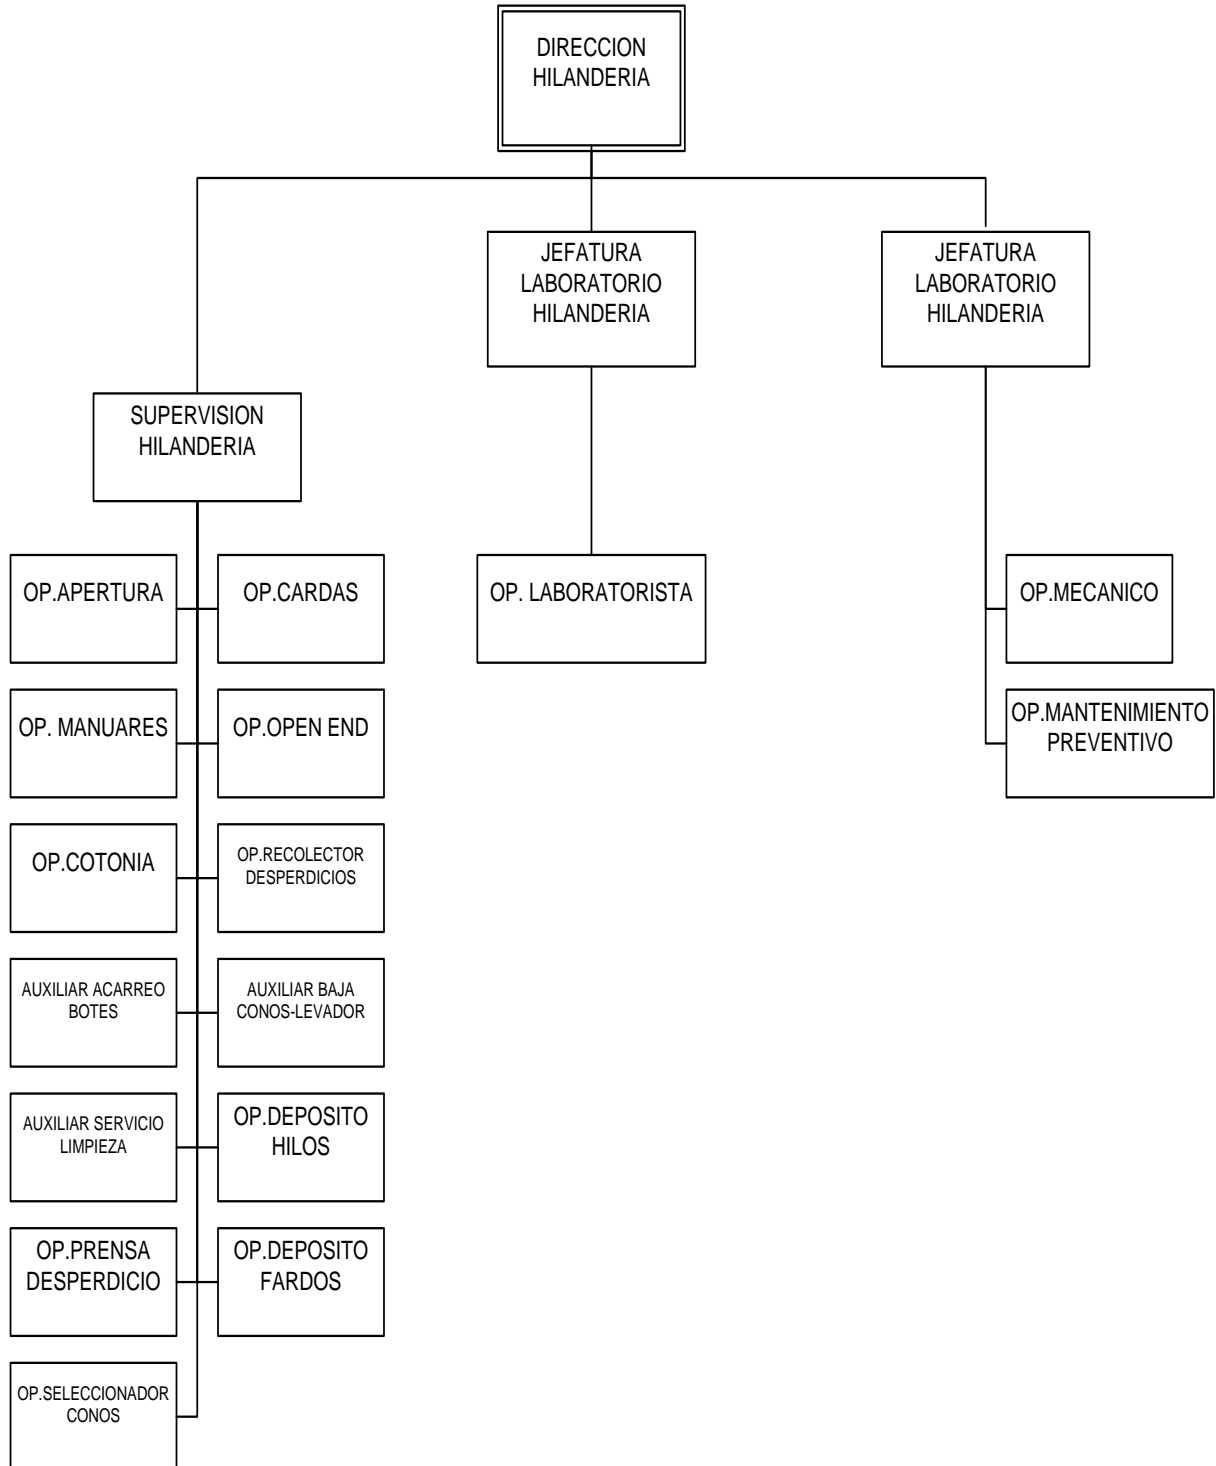 DIRECCION
HILANDERIA
JEFATURA
LABORATORIO
HILANDERIA
JEFATURA
LABORATORIO
HILANDERIA
SUPERVISION
HILANDERIA
OP.APERTURA
OP.CARDAS
OP. LABORATORISTA
OP.MECANICO
OP. MANUARES
OP.OPEN END
OP.MANTENIMIENTO
PREVENTIVO
OP.COTONIA
OP.RECOLECTOR
DESPERDICIOS
AUXILIAR ACARREO
BOTES
AUXILIAR BAJA
CONOS-LEVADOR
AUXILIAR SERVICIO
LIMPIEZA
OP.DEPOSITO
HILOS
OP.PRENSA
DESPERDICIO
OP.DEPOSITO
FARDOS
OP.SELECCIONADOR
CONOS